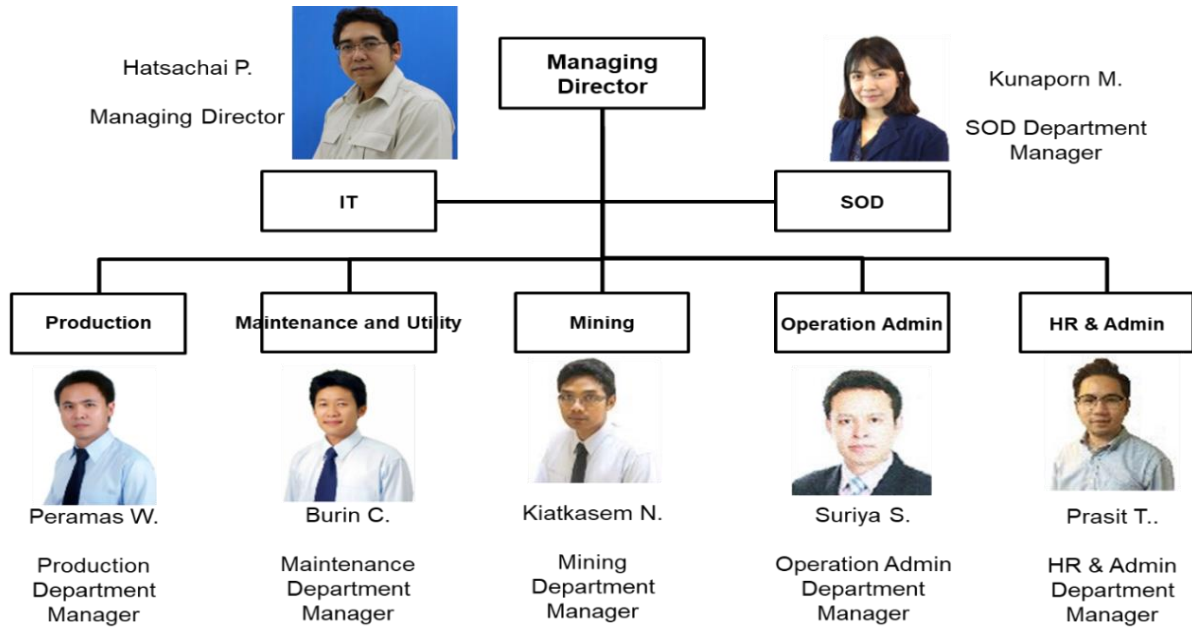 Hatsachai P.
Managing Director
Managing
Director
Kunaporn M.
SOD Department
Manager
IT
SOD
Production
Maintenance and Utility
Mining
Operation Admin
HR & Admin
Peramas W.
Production
Department
Manager
Burin C.
Maintenance
Department
Manager
Kiatkasem N.
Mining
Department
Manager
Suriya S.
Operation Admin
Department
Manager
Prasit T..
HR & Admin
Department
Manager